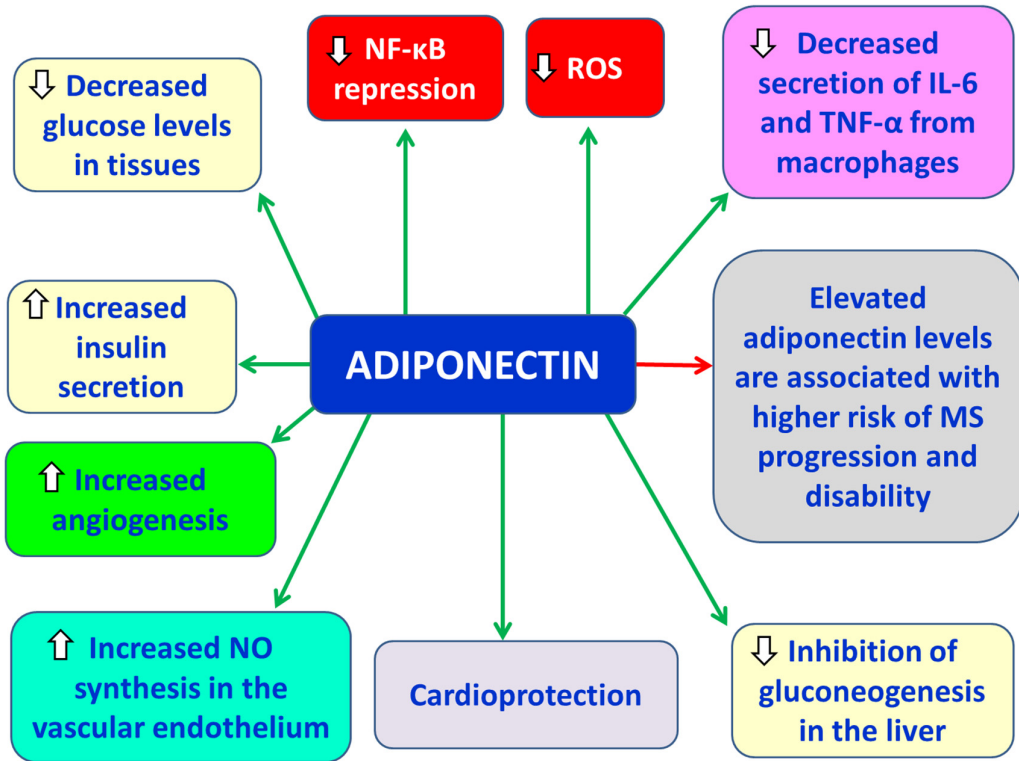 NF-κB
repression
ROS
Decreased
secretion of IL-6
and TNF-α from
macrophages
Decreased
glucose levels
in tissues
Increased
insulin
secretion
ADIPONECTIN
Elevated
adiponectin levels
are associated with
higher risk of MS
progression and
disability
Increased
angiogenesis
Increased NO
synthesis in the
vascular endothelium
Cardioprotection
Inhibition of
gluconeogenesis
in the liver